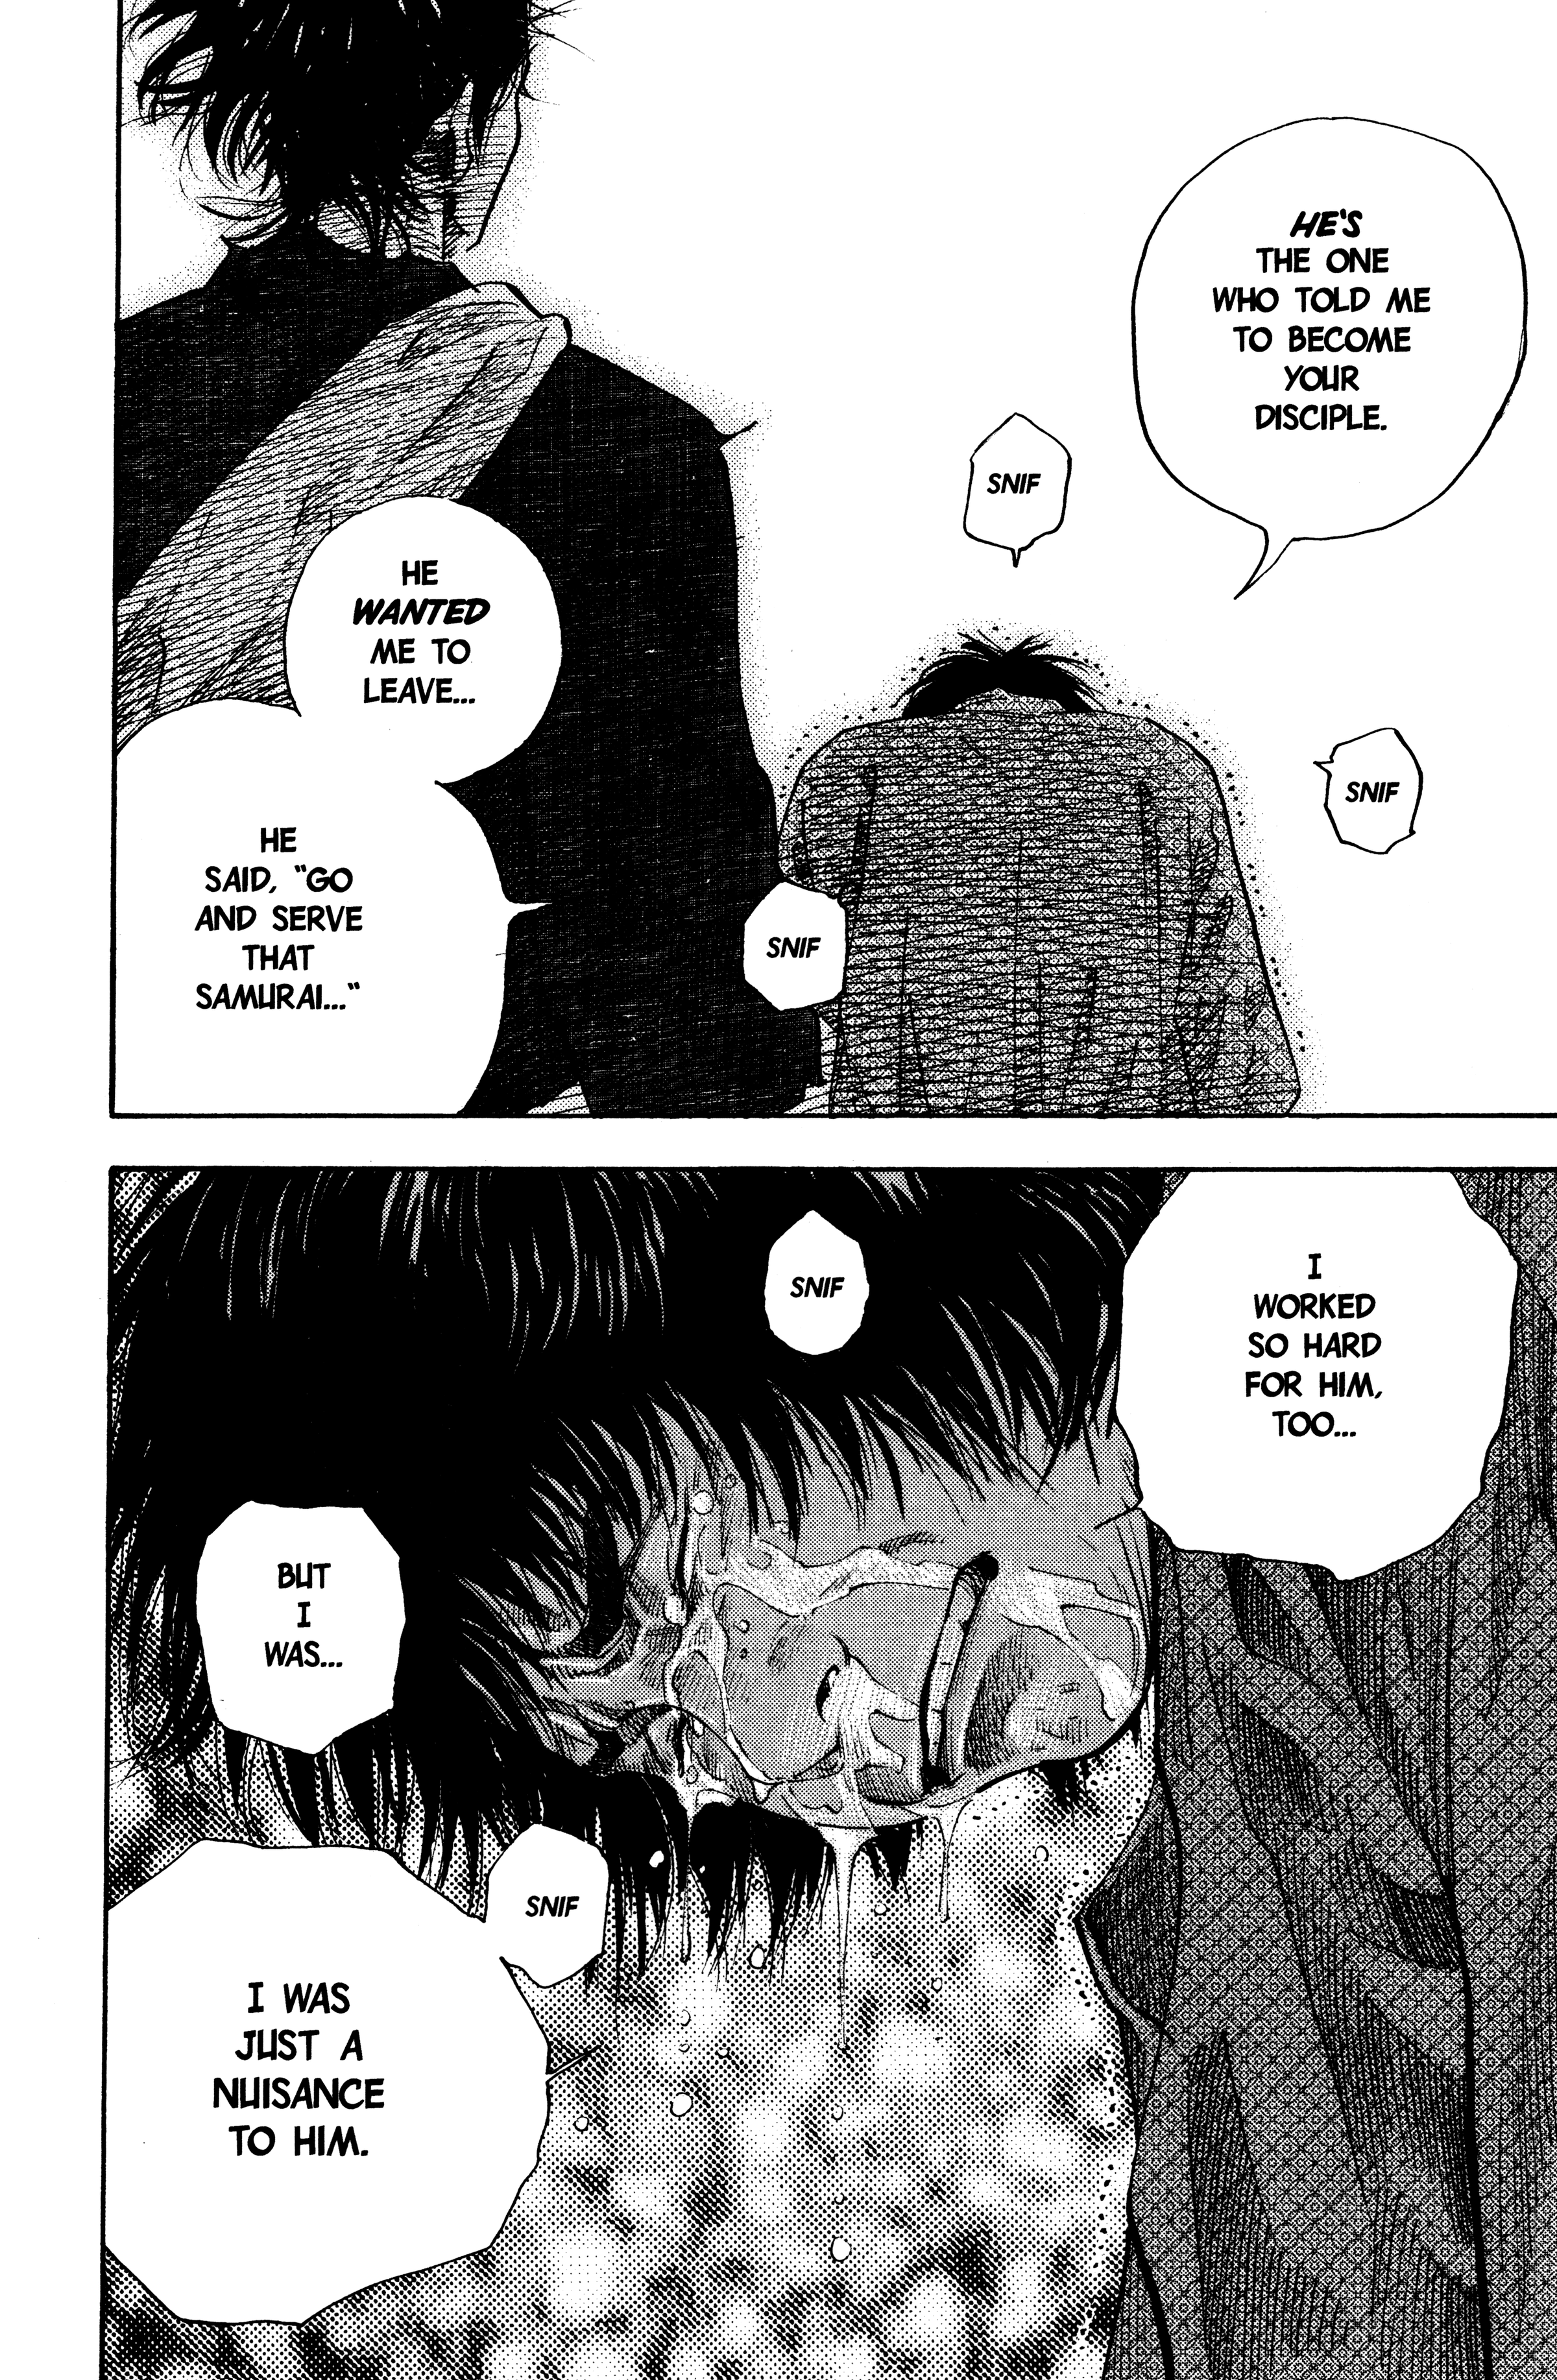 HE'S
THE ONE
WHO TOLD ME
TO BECOME
YOUR
DISCIPLE.
SNIF
SNIF
HE
WANTED
ME TO
LEAVE...
HE
SAID, "GO
AND SERVE
THAT
SAMURAI..."
SNIF
I
WORKED
SO HARD
FOR HIM,
TOO...
SNIF
BUT
I
WAS...
SNIF
I WAS
JUST A
NUISANCE
TO HIM.